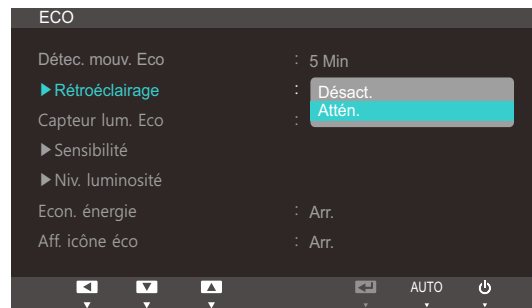 ECO
Détec. mouv. Eco : 5 Min
▶Rétroéclairage : Désact.
Attén.
Capteur lum. Eco :
▶Sensibilité
▶Niv. luminosité
Econ. énergie : Arr.
Aff. icône éco : Arr.
AUTO